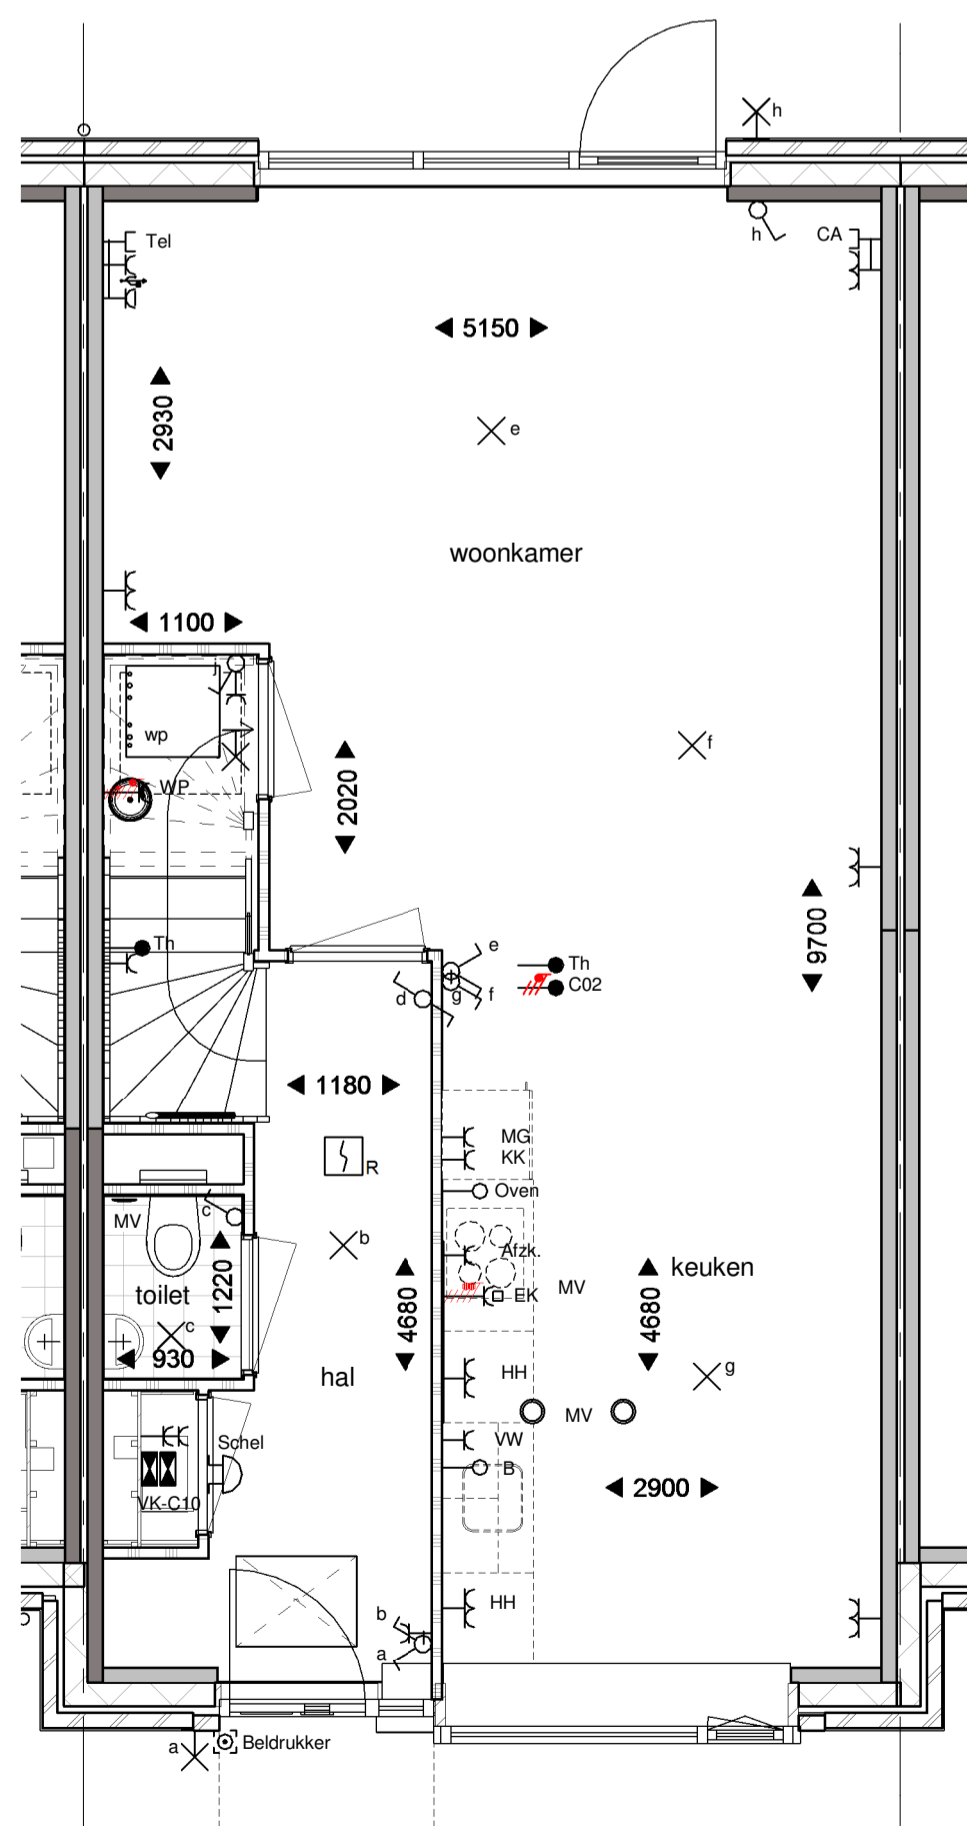 h
h
CA
Tel
5150
2930
e
woonkamer
1100
wp
f
WP
2020
9700
Th
e
Th
d
g
f
C02
1180
MG
R
KK
Oven
c
MV
b
Afzk.
1220
4680
4680
keuken
toilet
EK
MV
c
930
hal
HH
g
MV
Schel
VW
B
2900
VK-C10
HH
b
a
a
Beldrukker